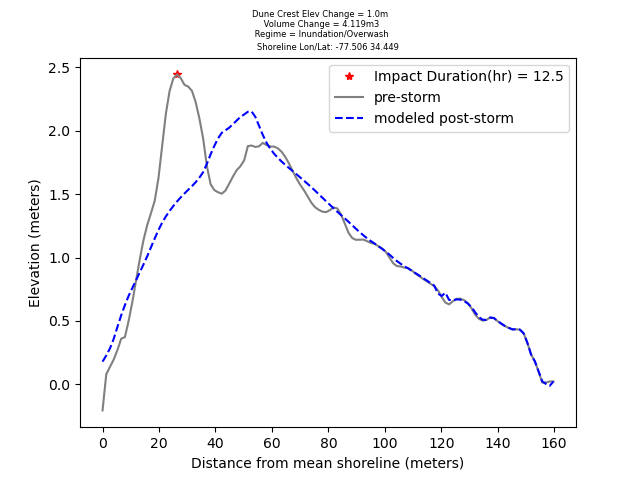 Dune Crest Elev Change = 1.0m
Volume Change = 4.119m3
Regime = Inundation/Overwash
Shoreline Lon/Lat: -77.506 34.449
Impact Duration(hr) = 12.5
pre-storm
modeled post-storm
Elevation (meters)
2.5
2.0
1.5
1.0
0.5
0.0
0 20 40 60 80 100 120 140 160
Distance from mean shoreline (meters)